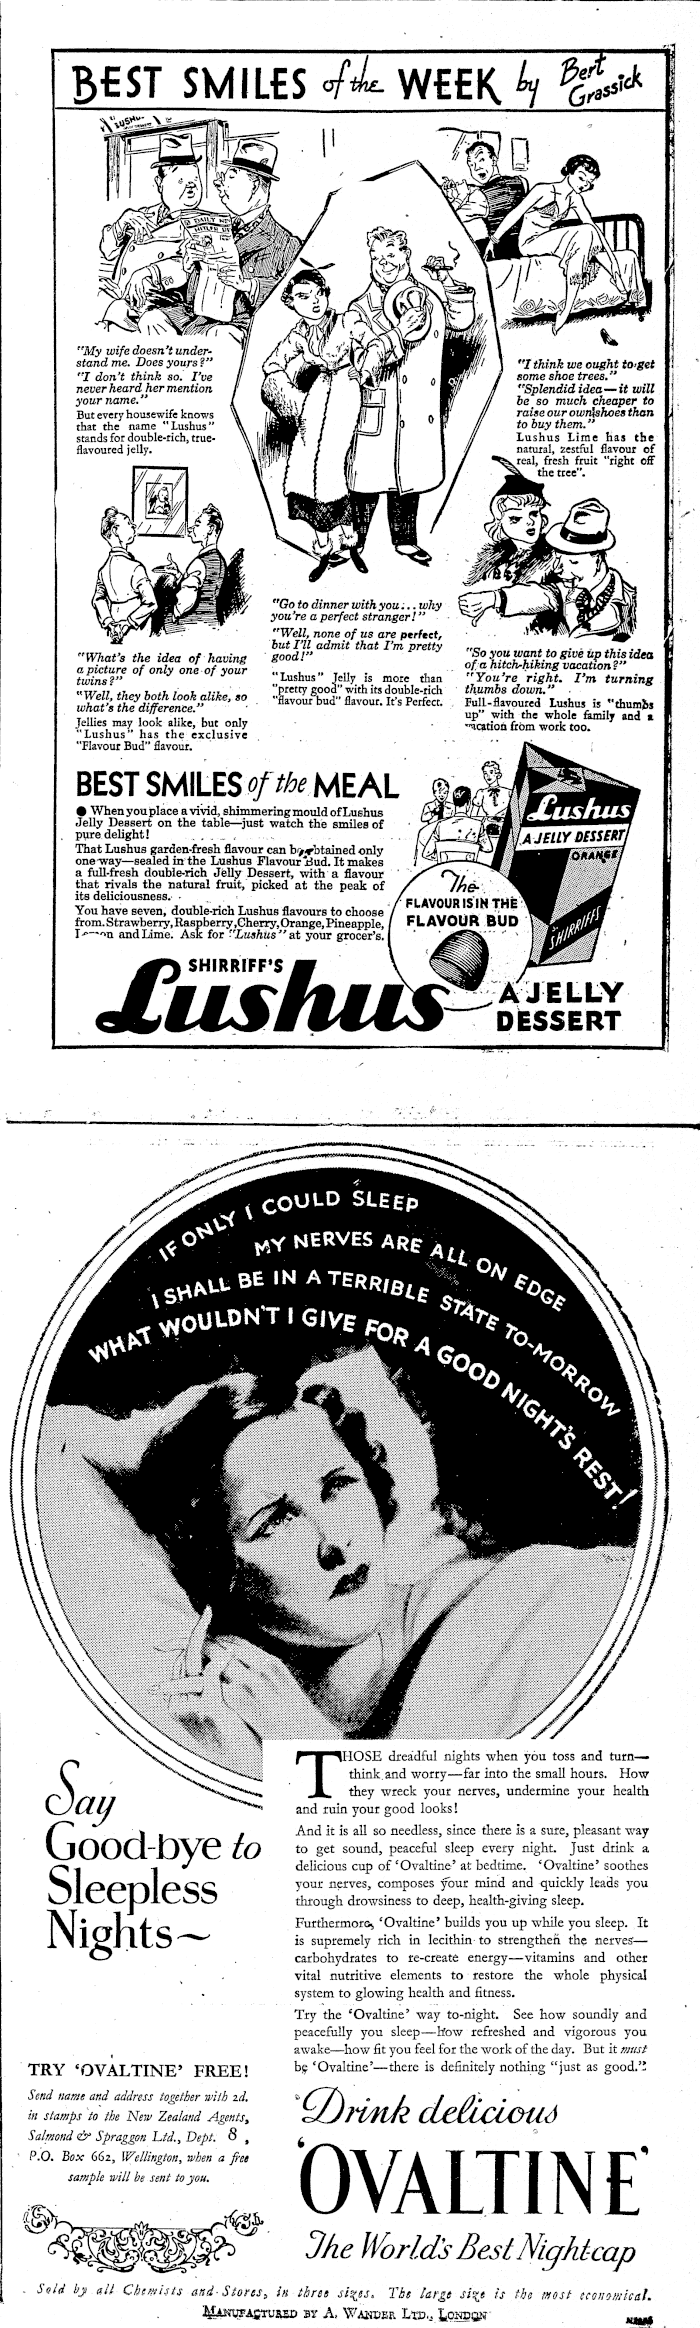 BEST SMILES of the WEEK by Bert Grassick
LUSHU
DAILY
HITLER
"My wife doesn't under-
stand me. Does yours?"
"I don't think so. I've
never heard her mention
your name."
But every housewife knows
that the name "Lushus"
stands for double-rich, true-
flavoured jelly.
"I think we ought to get
some shoe trees."
"Splendid idea—it will
be so much cheaper to
raise our own shoes than
to buy them."
Lushus Lime has the
natural, zestful flavour of
real, fresh fruit "right off
the tree".
"What's the idea of having
a picture of only one of your
twins?"
"Well, they both look alike, so
what's the difference."
Jellies may look alike, but only
"Lushus" has the exclusive
"Flavour Bud" flavour.
"Go to dinner with you... why
you're a perfect stranger!"
"Well, none of us are perfect,
but I'll admit that I'm pretty
good!"
"Lushus" Jelly is more than
"pretty good" with its double-rich
"flavour bud" flavour. It's Perfect.
"So you want to give up this idea
of a hitch-hiking vacation?"
"You're right. I'm turning
thumbs down."
Full-flavoured Lushus is "thumbs
up" with the whole family and a
vacation from work too.
BEST SMILES of the MEAL
● When you place a vivid, shimmering mould of Lushus
Jelly Dessert on the table—just watch the smiles of
pure delight!
That Lushus garden-fresh flavour can be obtained only
one way—sealed in the Lushus Flavour Bud. It makes
a full-fresh double-rich Jelly Dessert, with a flavour
that rivals the natural fruit, picked at the peak of
its deliciousness.
You have seven, double-rich Lushus flavours to choose
from. Strawberry, Raspberry, Cherry, Orange, Pineapple,
Lemon and Lime. Ask for "Lushus" at your grocer's.
Lushus
A JELLY DESSERT
ORANGE
SHIRRIFFS
The
FLAVOUR IS IN THE
FLAVOUR BUD
SHIRRIFF'S
Lushus
A JELLY
DESSERT
IF ONLY I COULD SLEEP
MY NERVES ARE ALL ON EDGE
I SHALL BE IN A TERRIBLE STATE TO-MORROW
WHAT WOULDN'T I GIVE FOR A GOOD NIGHT'S REST!
Say
Good-bye to
Sleepless
Nights~
THOSE dreadful nights when you toss and turn—
think and worry—far into the small hours. How
they wreck your nerves, undermine your health
and ruin your good looks!
And it is all so needless, since there is a sure, pleasant way
to get sound, peaceful sleep every night. Just drink a
delicious cup of 'Ovaltine' at bedtime. 'Ovaltine' soothes
your nerves, composes your mind and quickly leads you
through drowsiness to deep, health-giving sleep.
Furthermore, 'Ovaltine' builds you up while you sleep. It
is supremely rich in lecithin to strengthen the nerves—
carbohydrates to re-create energy—vitamins and other
vital nutritive elements to restore the whole physical
system to glowing health and fitness.
Try the 'Ovaltine' way to-night. See how soundly and
peacefully you sleep—how refreshed and vigorous you
awake—how fit you feel for the work of the day. But it must
be 'Ovaltine'—there is definitely nothing "just as good."
TRY 'OVALTINE' FREE!
Send name and address together with 2d.
in stamps to the New Zealand Agents,
Salmond & Spraggon Ltd., Dept. 8,
P.O. Box 662, Wellington, when a free
sample will be sent to you.
Drink delicious
'OVALTINE'
The World's Best Nightcap
Sold by all Chemists and Stores, in three sizes. The large size is the most economical.
MANUFACTURED BY A. WANDER LTD., LONDON